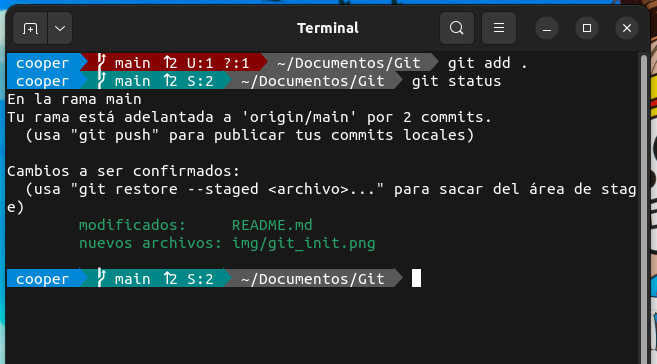 Terminal
cooper main ↑2 U:1 ?:1 ~/Documentos/Git git add .
cooper main ↑2 S:2 ~/Documentos/Git git status
En la rama main
Tu rama está adelantada a 'origin/main' por 2 commits.
  (usa "git push" para publicar tus commits locales)
Cambios a ser confirmados:
  (usa "git restore --staged <archivo>..." para sacar del área de stag
e)
        modificados:     README.md
        nuevos archivos: img/git_init.png
cooper main ↑2 S:2 ~/Documentos/Git